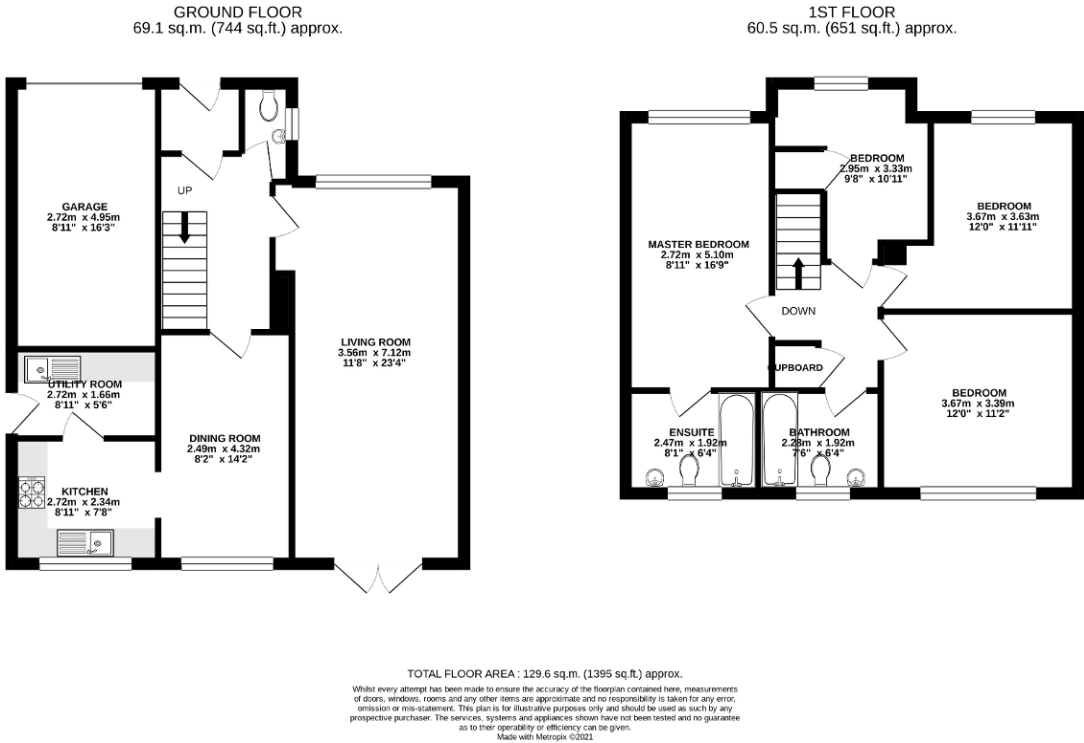 GROUND FLOOR
69.1 sq.m. (744 sq.ft.) approx.
GARAGE
2.72m x 4.95m
8'11" x 16'3"
UP
LIVING ROOM
3.56m x 7.12m
11'8" x 23'4"
UTILITY ROOM
2.72m x 1.66m
8'11" x 5'6"
DINING ROOM
2.49m x 4.32m
8'2" x 14'2"
KITCHEN
2.72m x 2.34m
8'11" x 7'8"
1ST FLOOR
60.5 sq.m. (651 sq.ft.) approx.
BEDROOM
2.95m x 3.33m
9'8" x 10'11"
BEDROOM
3.67m x 3.63m
12'0" x 11'11"
MASTER BEDROOM
2.72m x 5.10m
8'11" x 16'9"
DOWN
CUPBOARD
BEDROOM
3.67m x 3.39m
12'0" x 11'2"
ENSUITE
2.47m x 1.92m
8'1" x 6'4"
BATHROOM
2.28m x 1.92m
7'6" x 6'4"
TOTAL FLOOR AREA : 129.6 sq.m. (1395 sq.ft.) approx.
Whilst every attempt has been made to ensure the accuracy of the floorplan contained here, measurements
of doors, windows, rooms and any other items are approximate and no responsibility is taken for any error,
omission or mis-statement. This plan is for illustrative purposes only and should be used as such by any
prospective purchaser. The services, systems and appliances shown have not been tested and no guarantee
as to their operability or efficiency can be given.
Made with Metropix ©2021